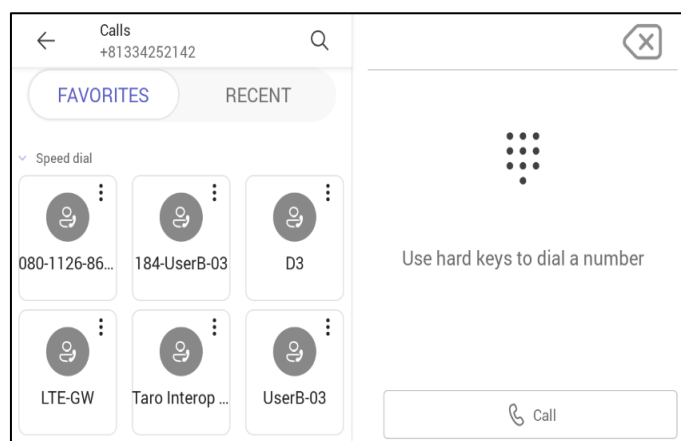 Calls
+81334252142
FAVORITES RECENT
Speed dial
080-1126-86... 184-UserB-03 D3
LTE-GW Taro Interop ... UserB-03
Use hard keys to dial a number
Call